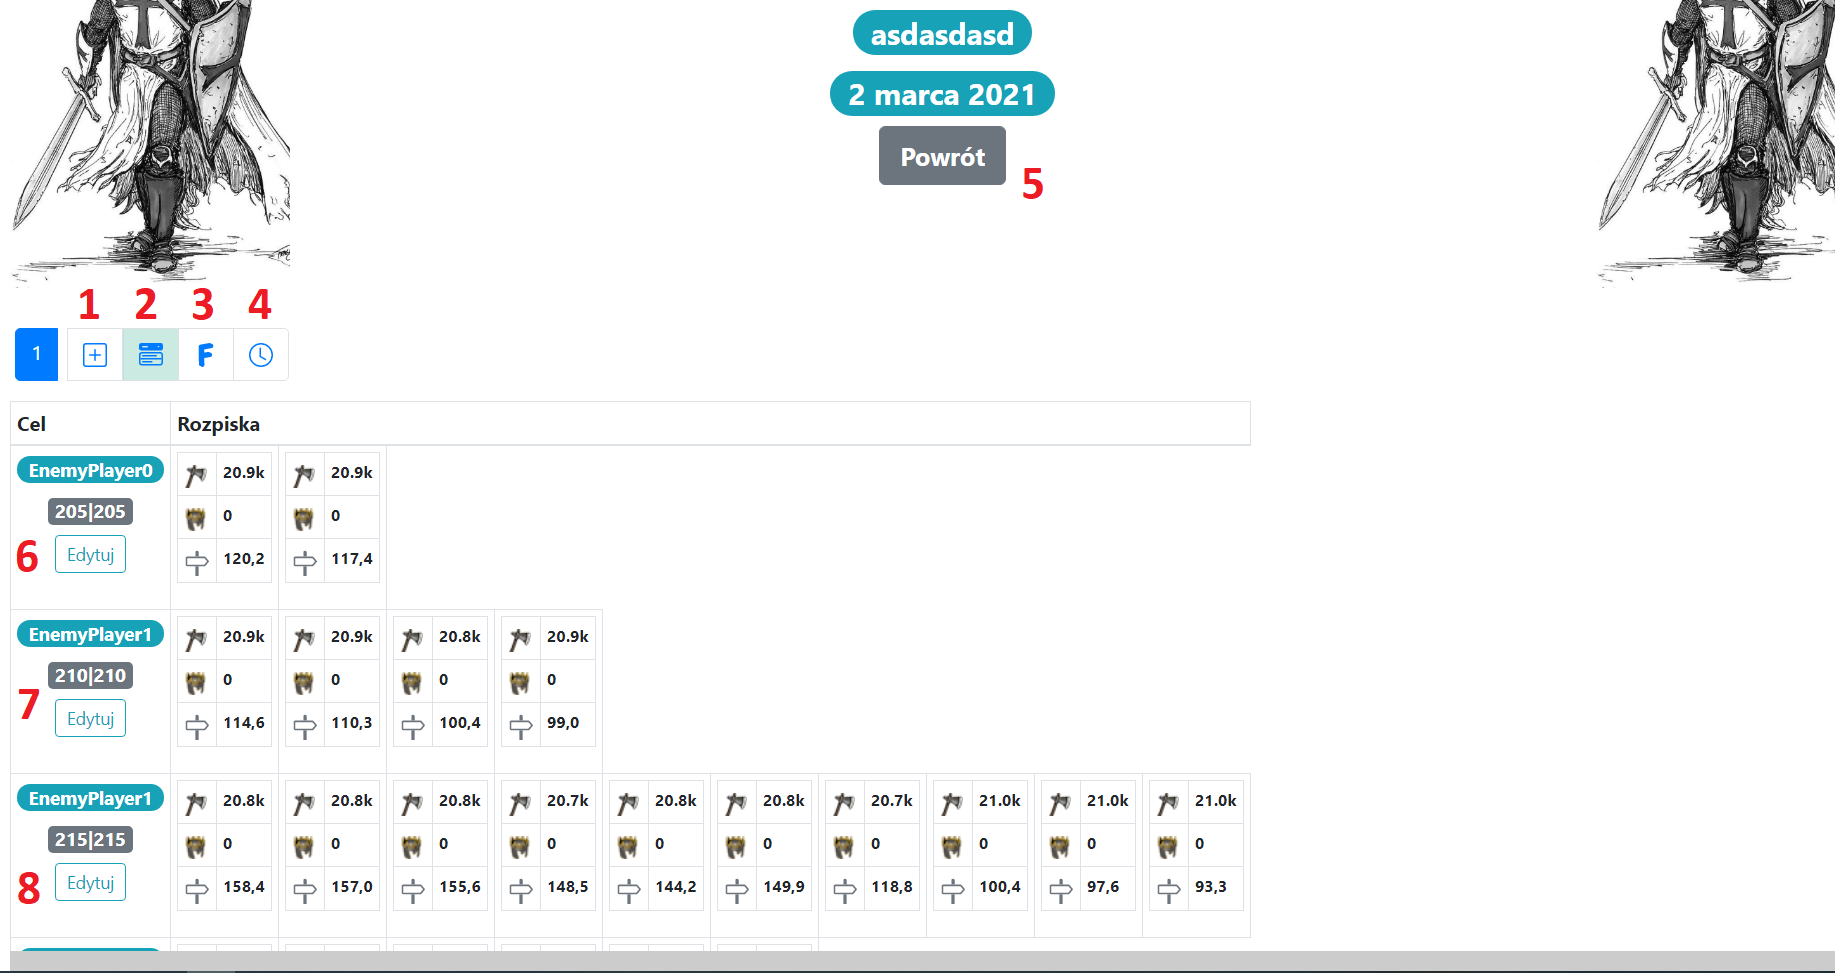 asdasdasd
2 marca 2021
Powrót
5
1 2 3 4
1 F
Cel Rozpiska
EnemyPlayer0
205|205
6 Edytuj
20.9k 20.9k
0 0
120,2 117,4
EnemyPlayer1
210|210
7 Edytuj
20.9k 20.9k 20.8k 20.9k
0 0 0 0
114,6 110,3 100,4 99,0
EnemyPlayer1
215|215
8 Edytuj
20.8k 20.8k 20.8k 20.7k 20.8k 20.8k 20.7k 21.0k 21.0k 21.0k
0 0 0 0 0 0 0 0 0 0
158,4 157,0 155,6 148,5 144,2 149,9 118,8 100,4 97,6 93,3